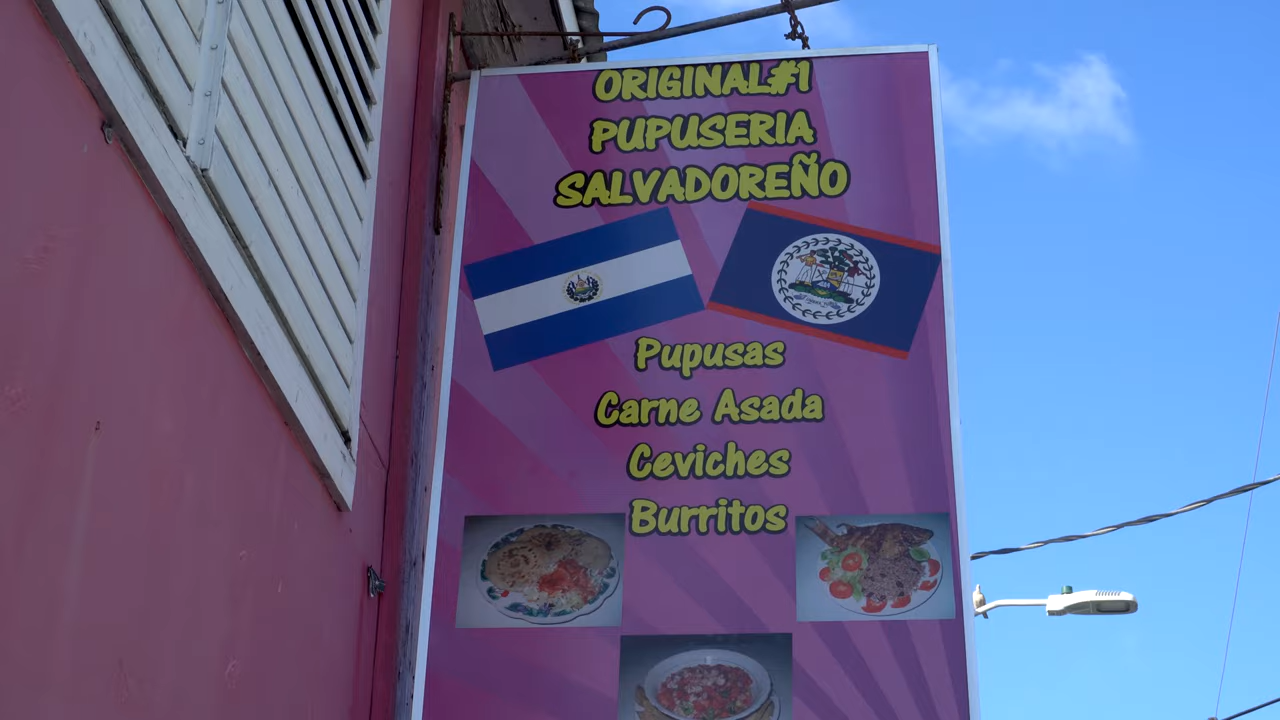 ORIGINAL#1
PUPUSERIA
SALVADOREÑO
Pupusas
Carne Asada
Ceviches
Burritos